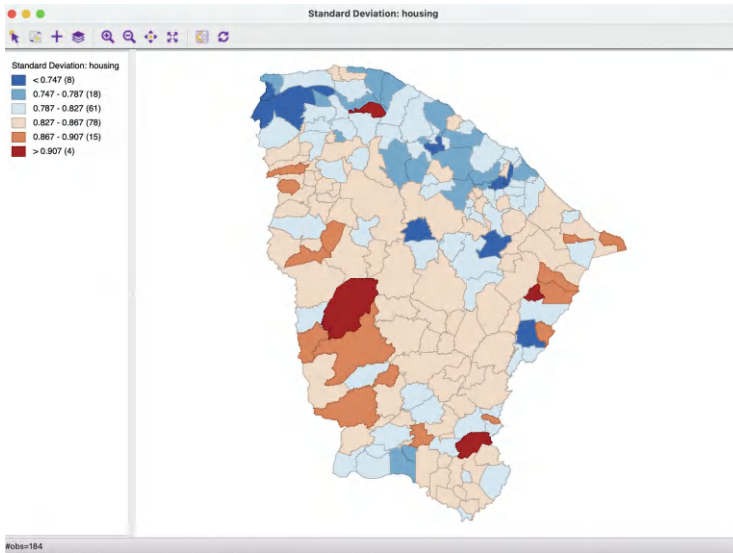 Standard Deviation: housing
Standard Deviation: housing
< 0.747 (8)
0.747 - 0.787 (18)
0.787 - 0.827 (61)
0.827 - 0.867 (78)
0.867 - 0.907 (15)
> 0.907 (4)
#obs=184